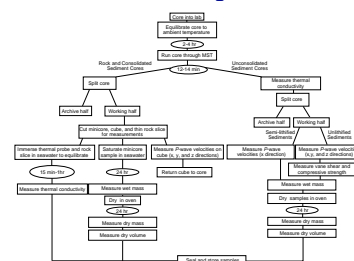 Core into lab
Equilibrate core to
ambient temperature
2-4 hr
Run core through MST
12-14 min
Rock and Consolidated
Sediment Cores
Unconsolidated
Sediment Cores
Split core
Archive half
Working half
Cut minicore, cube, and thin rock slice
for measurements
Immerse thermal probe and rock
slice in seawater to equilibrate
15 min-1hr
Measure thermal conductivity
Saturate minicore
sample in seawater
24 hr
Measure wet mass
Dry in oven
24 hr
Measure dry mass
Measure dry volume
Measure P-wave velocities on
cube (x, y, and z directions)
Return cube to core
Measure thermal
conductivity
Split core
Archive half
Working half
Semi-lithified
Sediments
Unlithified
Sediments
Measure P-wave
velocities (x direction)
Measure P-wave velocities
(x,y, and z directions)
Measure vane shear and
compressive strength
Measure wet mass
Dry samples in oven
24 hr
Measure dry mass
Measure dry volume
Seal and store samples